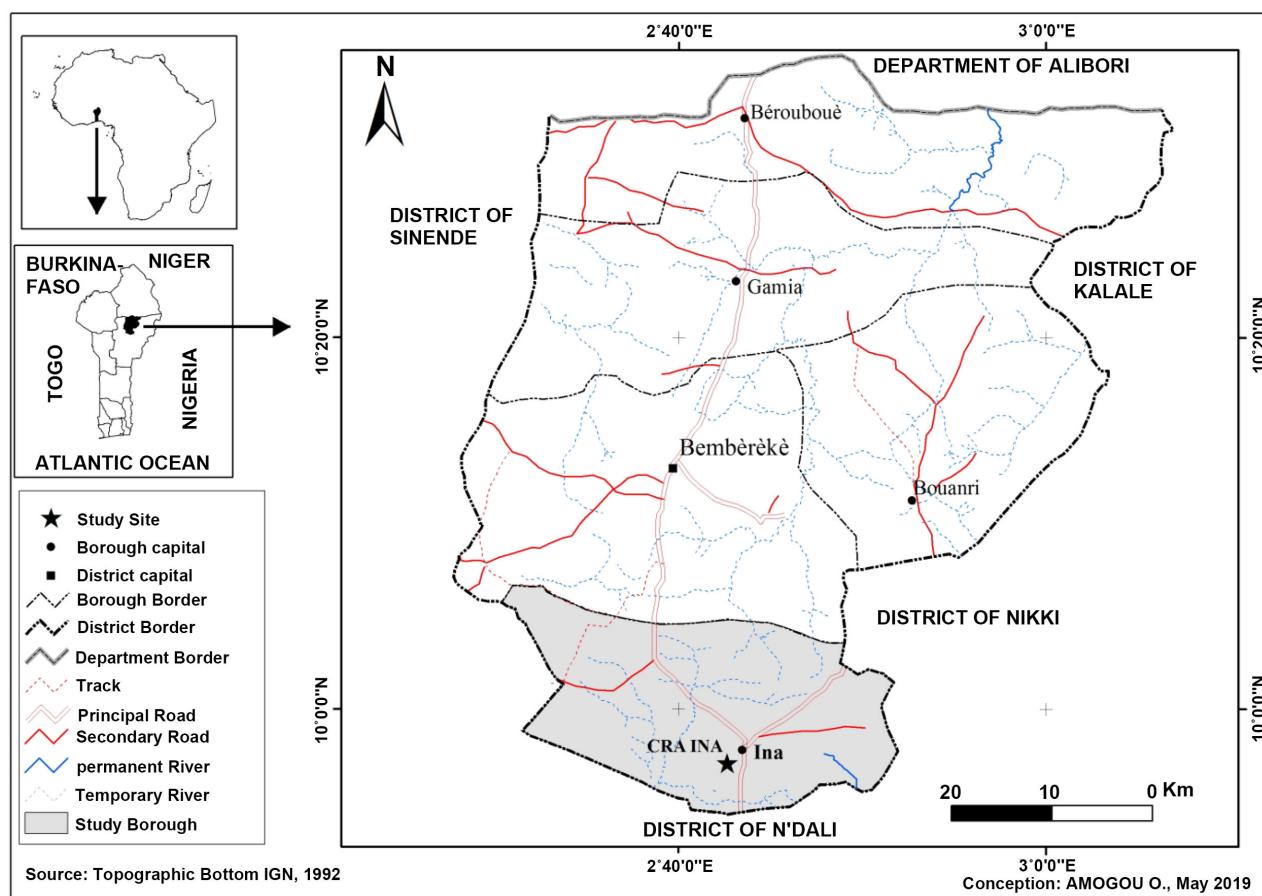 2°40'0"E
3°0'0"E
N
DEPARTMENT OF ALIBORI
Béroubouè
DISTRICT OF
SINENDE
DISTRICT OF
KALALE
Gamia
10°20'0"N
10°20'0"N
Bembèrèkè
Bouanri
DISTRICT OF NIKKI
10°0'0"N
10°0'0"N
CRA INA
Ina
20
10
0 Km
DISTRICT OF N'DALI
2°40'0"E
3°0'0"E
BURKINA-
FASO
NIGER
TOGO
NIGERIA
ATLANTIC OCEAN
Study Site
Borough capital
District capital
Borough Border
District Border
Department Border
Track
Principal Road
Secondary Road
permanent River
Temporary River
Study Borough
Source: Topographic Bottom IGN, 1992
Conception: AMOGOU O., May 2019